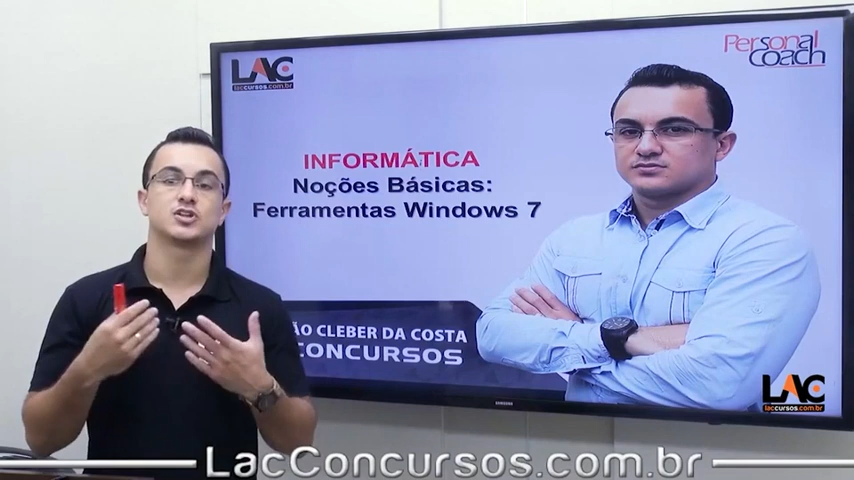 LAC
laccursos.com.br
Personal
Coach
INFORMÁTICA
Noções Básicas:
Ferramentas Windows 7
ÃO CLEBER DA COSTA
CONCURSOS
SAMSUNG
LAC
laccursos.com.br
LacConcursos.com.br